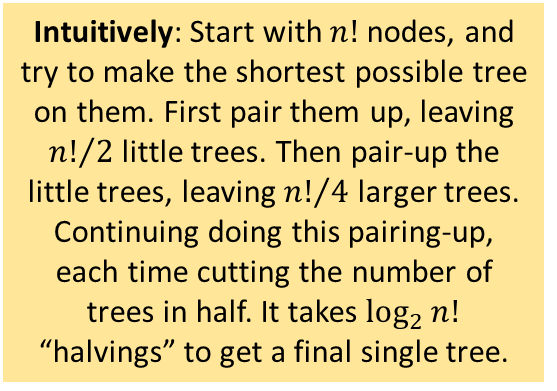 Intuitively: Start with n! nodes, and
try to make the shortest possible tree
on them. First pair them up, leaving
n!/2 little trees. Then pair-up the
little trees, leaving n!/4 larger trees.
Continuing doing this pairing-up,
each time cutting the number of
trees in half. It takes log₂ n!
“halvings” to get a final single tree.